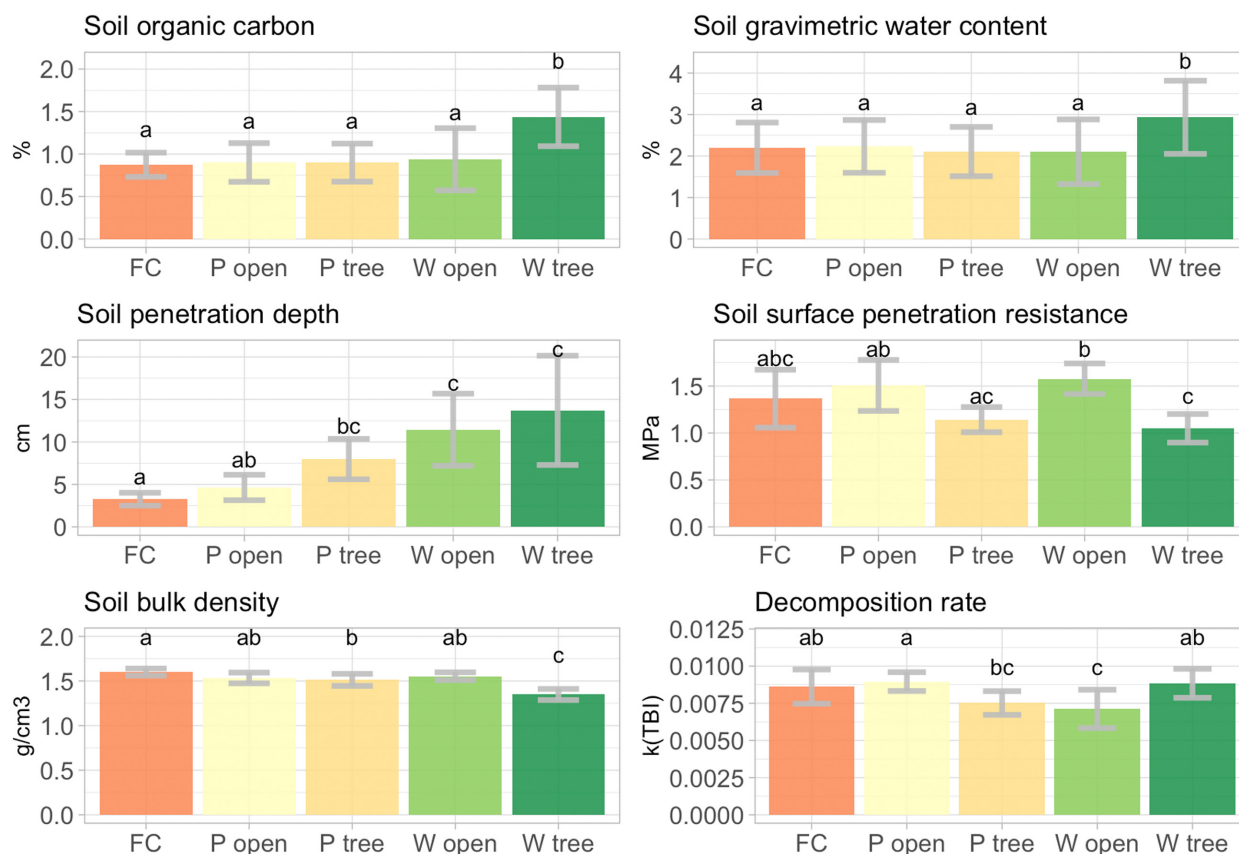 Soil organic carbon
2.0
1.5
1.0
0.5
0.0
%
a a a a b
FC P open P tree W open W tree
Soil gravimetric water content
4
3
2
1
0
%
a a a a b
FC P open P tree W open W tree
Soil penetration depth
20
15
10
5
0
cm
a ab bc c c
FC P open P tree W open W tree
Soil surface penetration resistance
1.5
1.0
0.5
0.0
MPa
abc ab ac b c
FC P open P tree W open W tree
Soil bulk density
2.0
1.5
1.0
0.5
0.0
g/cm3
a ab b ab c
FC P open P tree W open W tree
Decomposition rate
0.0125
0.0100
0.0075
0.0050
0.0025
0.0000
k(TBI)
ab a bc c ab
FC P open P tree W open W tree